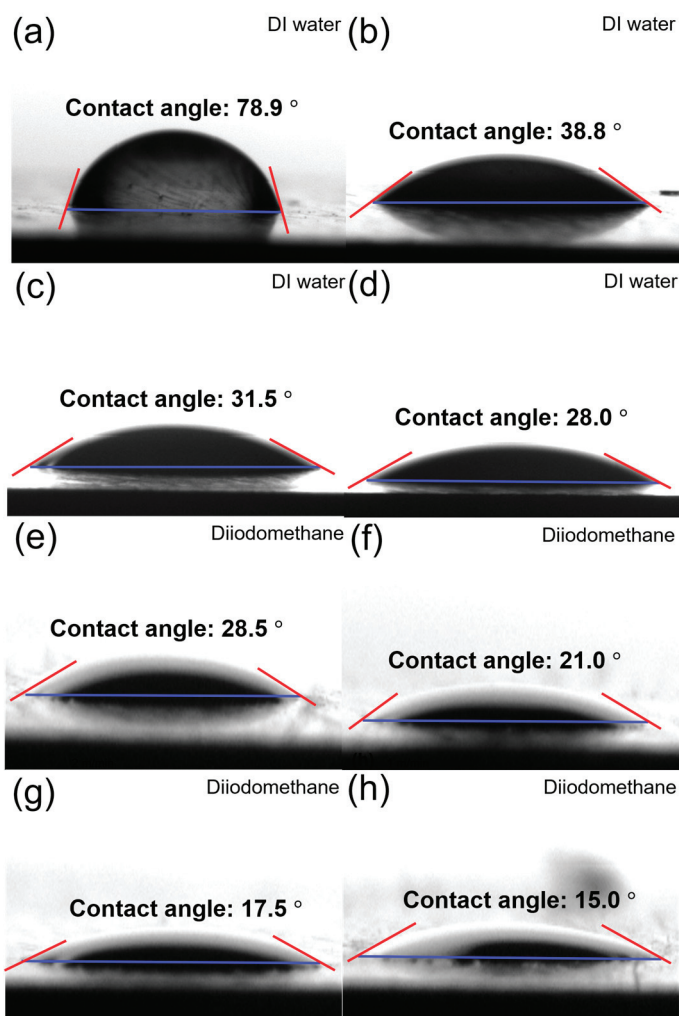 (a)
DI water
Contact angle: 78.9 °
(b)
DI water
Contact angle: 38.8 °
(c)
DI water
Contact angle: 31.5 °
(d)
DI water
Contact angle: 28.0 °
(e)
Diiodomethane
Contact angle: 28.5 °
(f)
Diiodomethane
Contact angle: 21.0 °
(g)
Diiodomethane
Contact angle: 17.5 °
(h)
Diiodomethane
Contact angle: 15.0 °